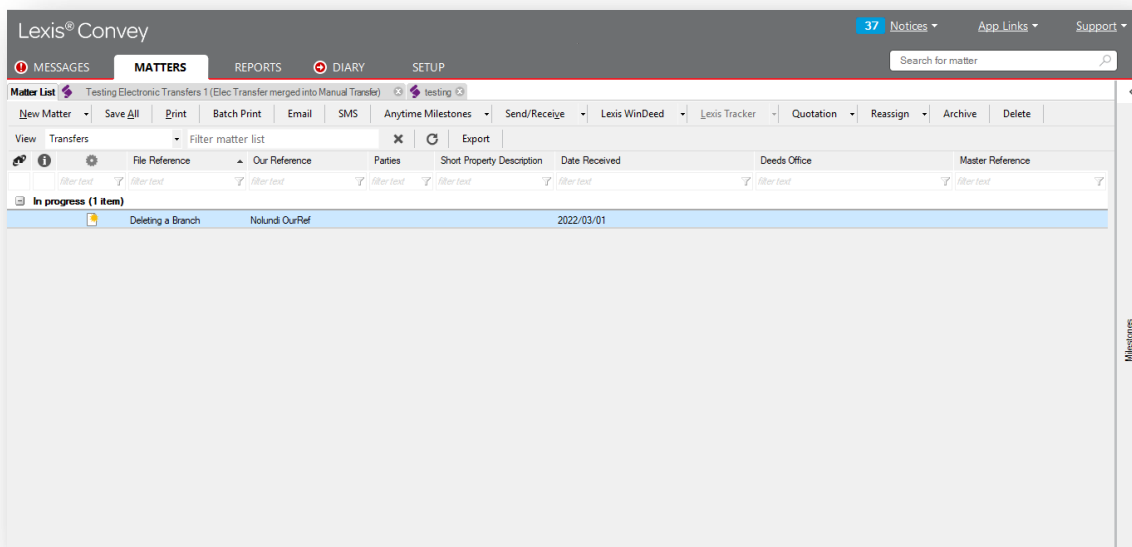 Lexis® Convey
37 Notices App Links Support
MESSAGES MATTERS REPORTS DIARY SETUP
Search for matter
Matter List Testing Electronic Transfers 1 (Elec Transfer merged into Manual Transfer) testing
New Matter Save All Print Batch Print Email SMS Anytime Milestones Send/Receive Lexis WinDeed Lexis Tracker Quotation Reassign Archive Delete
View Transfers Filter matter list Export
File Reference Our Reference Parties Short Property Description Date Received Deeds Office Master Reference
filter text filter text filter text filter text filter text filter text filter text filter text
In progress (1 item)
Deleting a Branch Nolundi OurRef 2022/03/01
Milestones